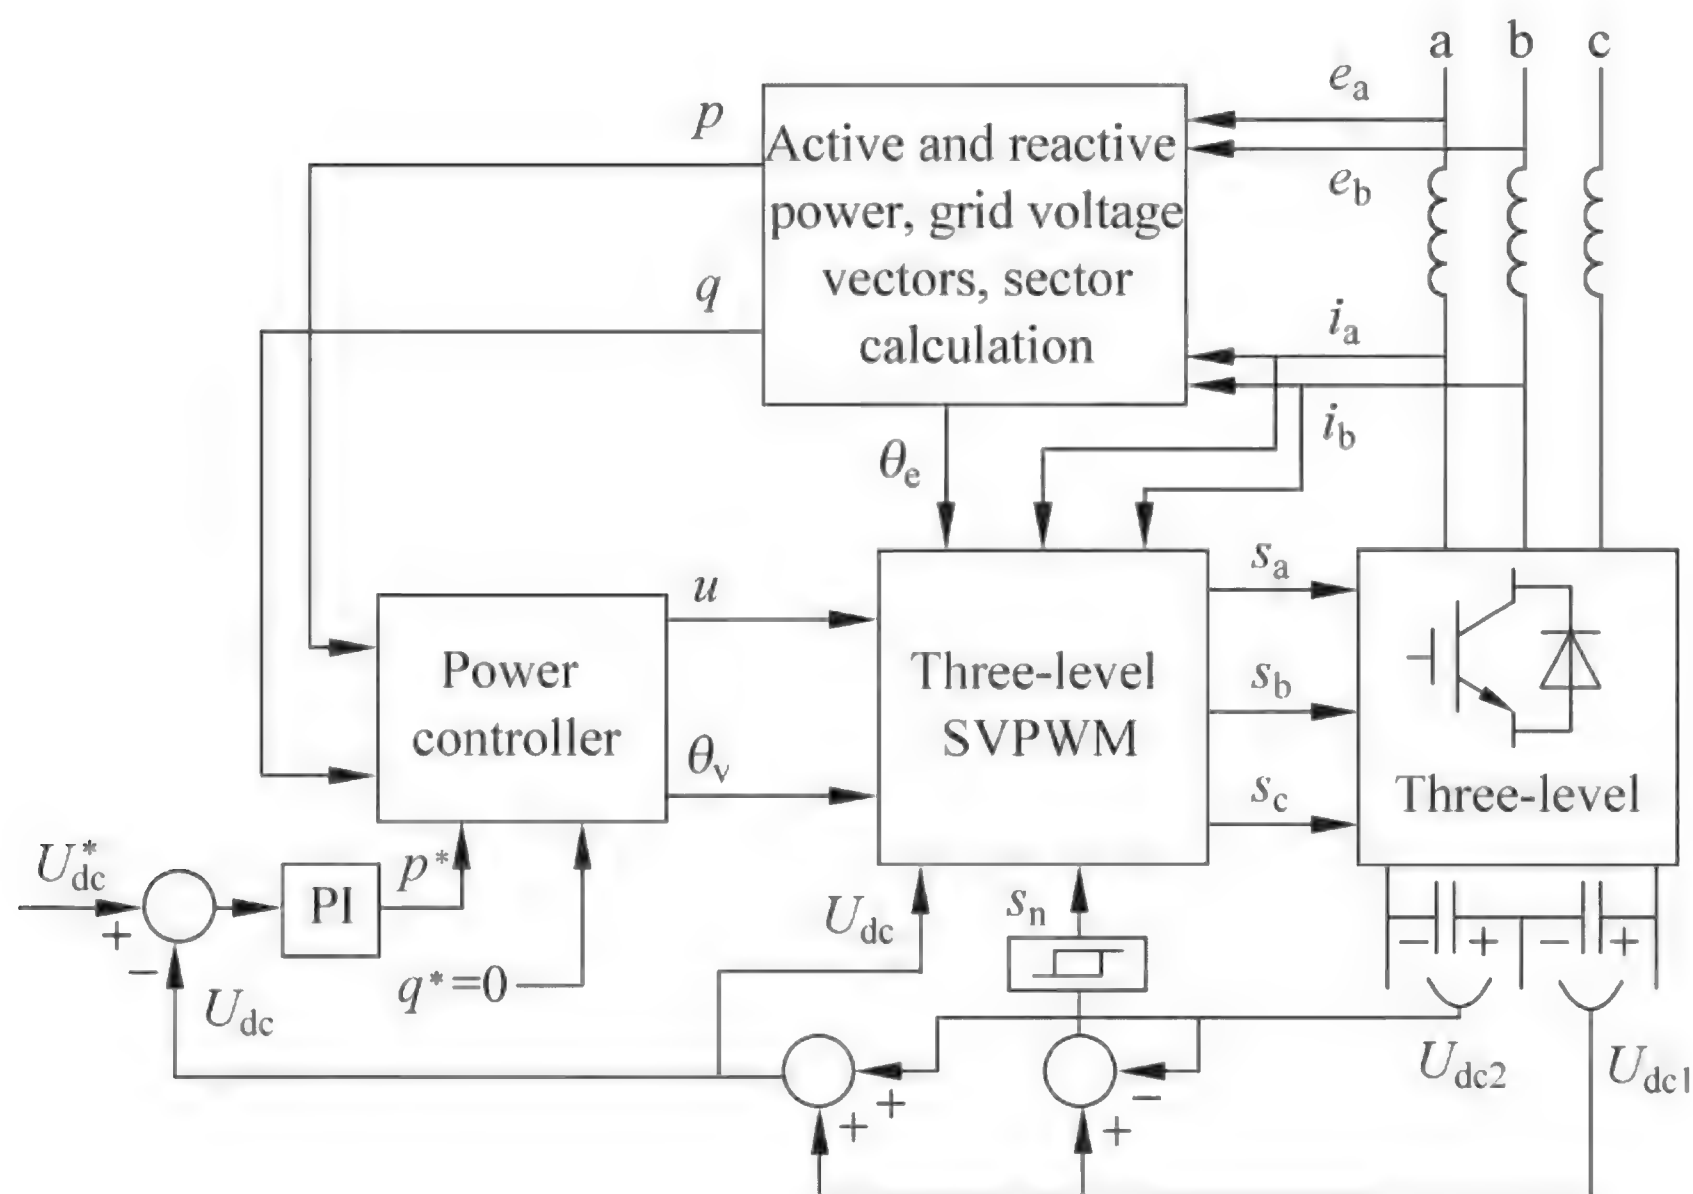 a b c
e_a
p
Active and reactive
power, grid voltage
vectors, sector
calculation
e_b
q
i_a
i_b
θ_e
s_a
u
Power
controller
Three-level
SVPWM
s_b
θ_v
s_c
Three-level
U*_dc
+
−
PI
p*
q*=0
U_dc
U_dc
s_n
− + − +
U_dc2
U_dc1
+
+
−
+